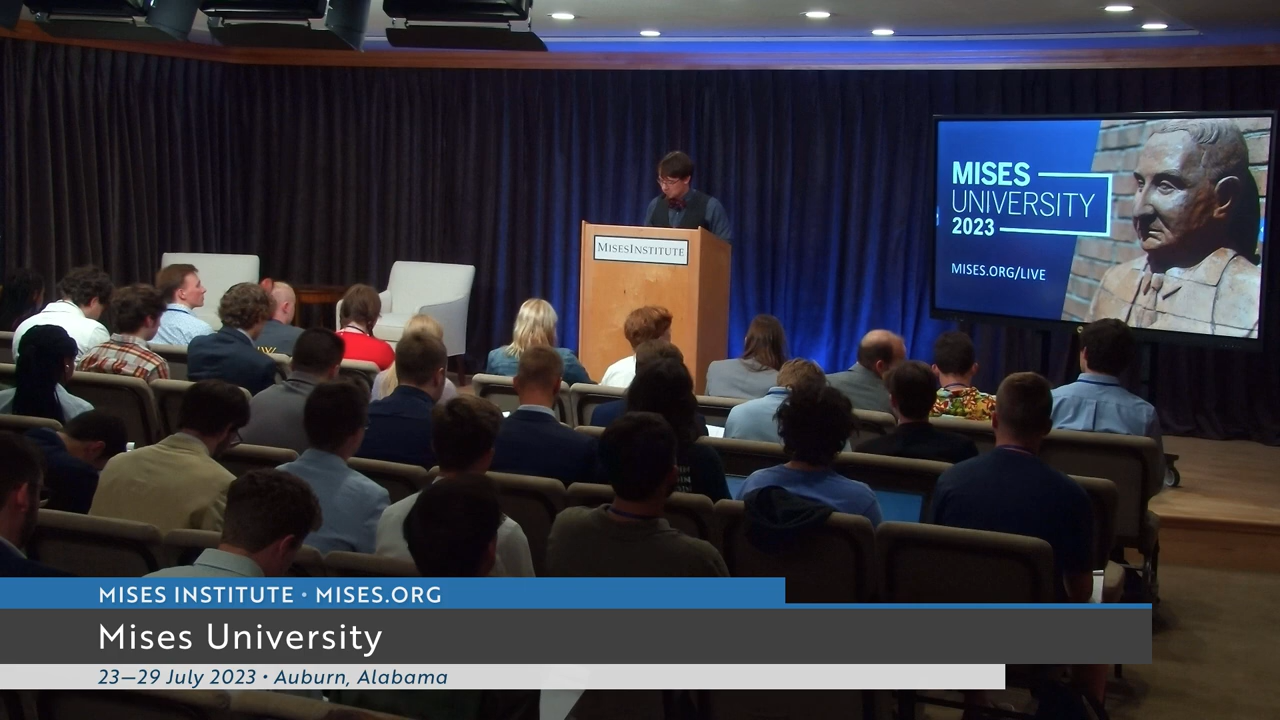 MISES
UNIVERSITY
2023
MISES.ORG/LIVE
MISESINSTITUTE
MISES INSTITUTE • MISES.ORG
Mises University
23—29 July 2023 • Auburn, Alabama